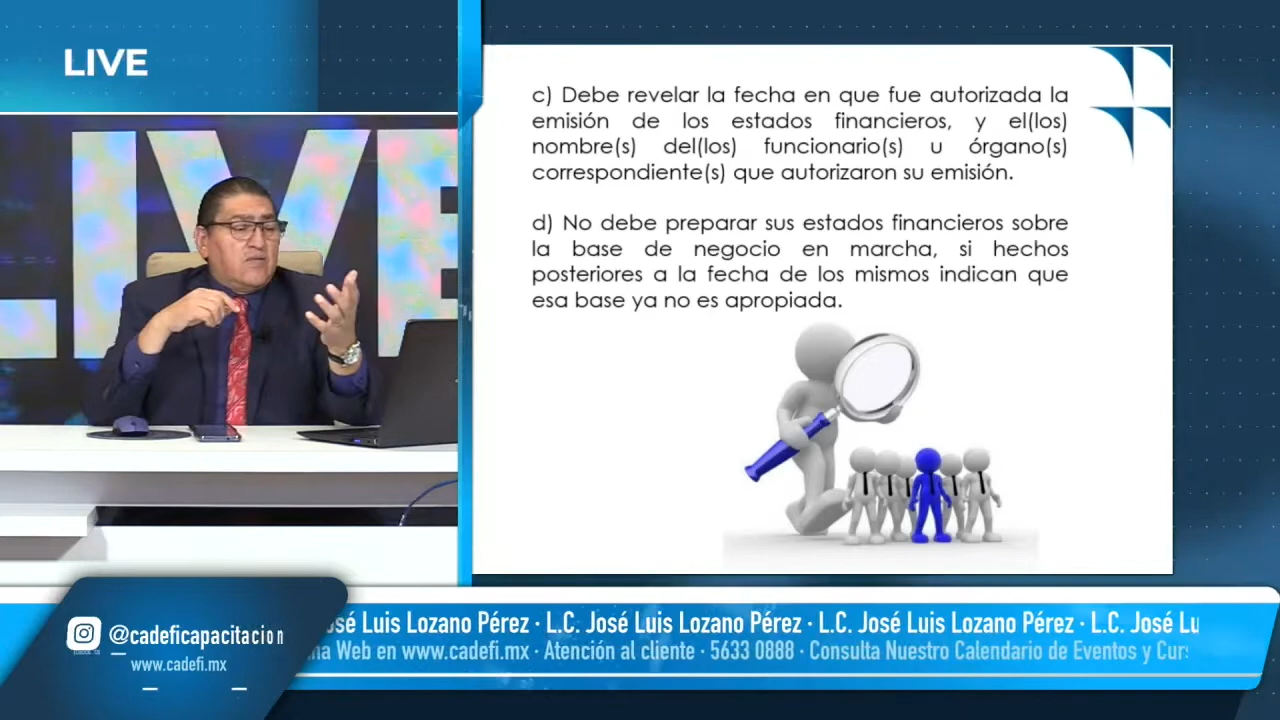 LIVE
LIVE
c) Debe revelar la fecha en que fue autorizada la
emisión de los estados financieros, y el(los)
nombre(s) del(los) funcionario(s) u órgano(s)
correspondiente(s) que autorizaron su emisión.
d) No debe preparar sus estados financieros sobre
la base de negocio en marcha, si hechos
posteriores a la fecha de los mismos indican que
esa base ya no es apropiada.
@cadeficapacitacion
www.cadefi.mx
osé Luis Lozano Pérez · L.C. José Luis Lozano Pérez · L.C. José Luis Lozano Pérez · L.C. José Lu
na Web en www.cadefi.mx · Atención al cliente · 5633 0888 · Consulta Nuestro Calendario de Eventos y Cur